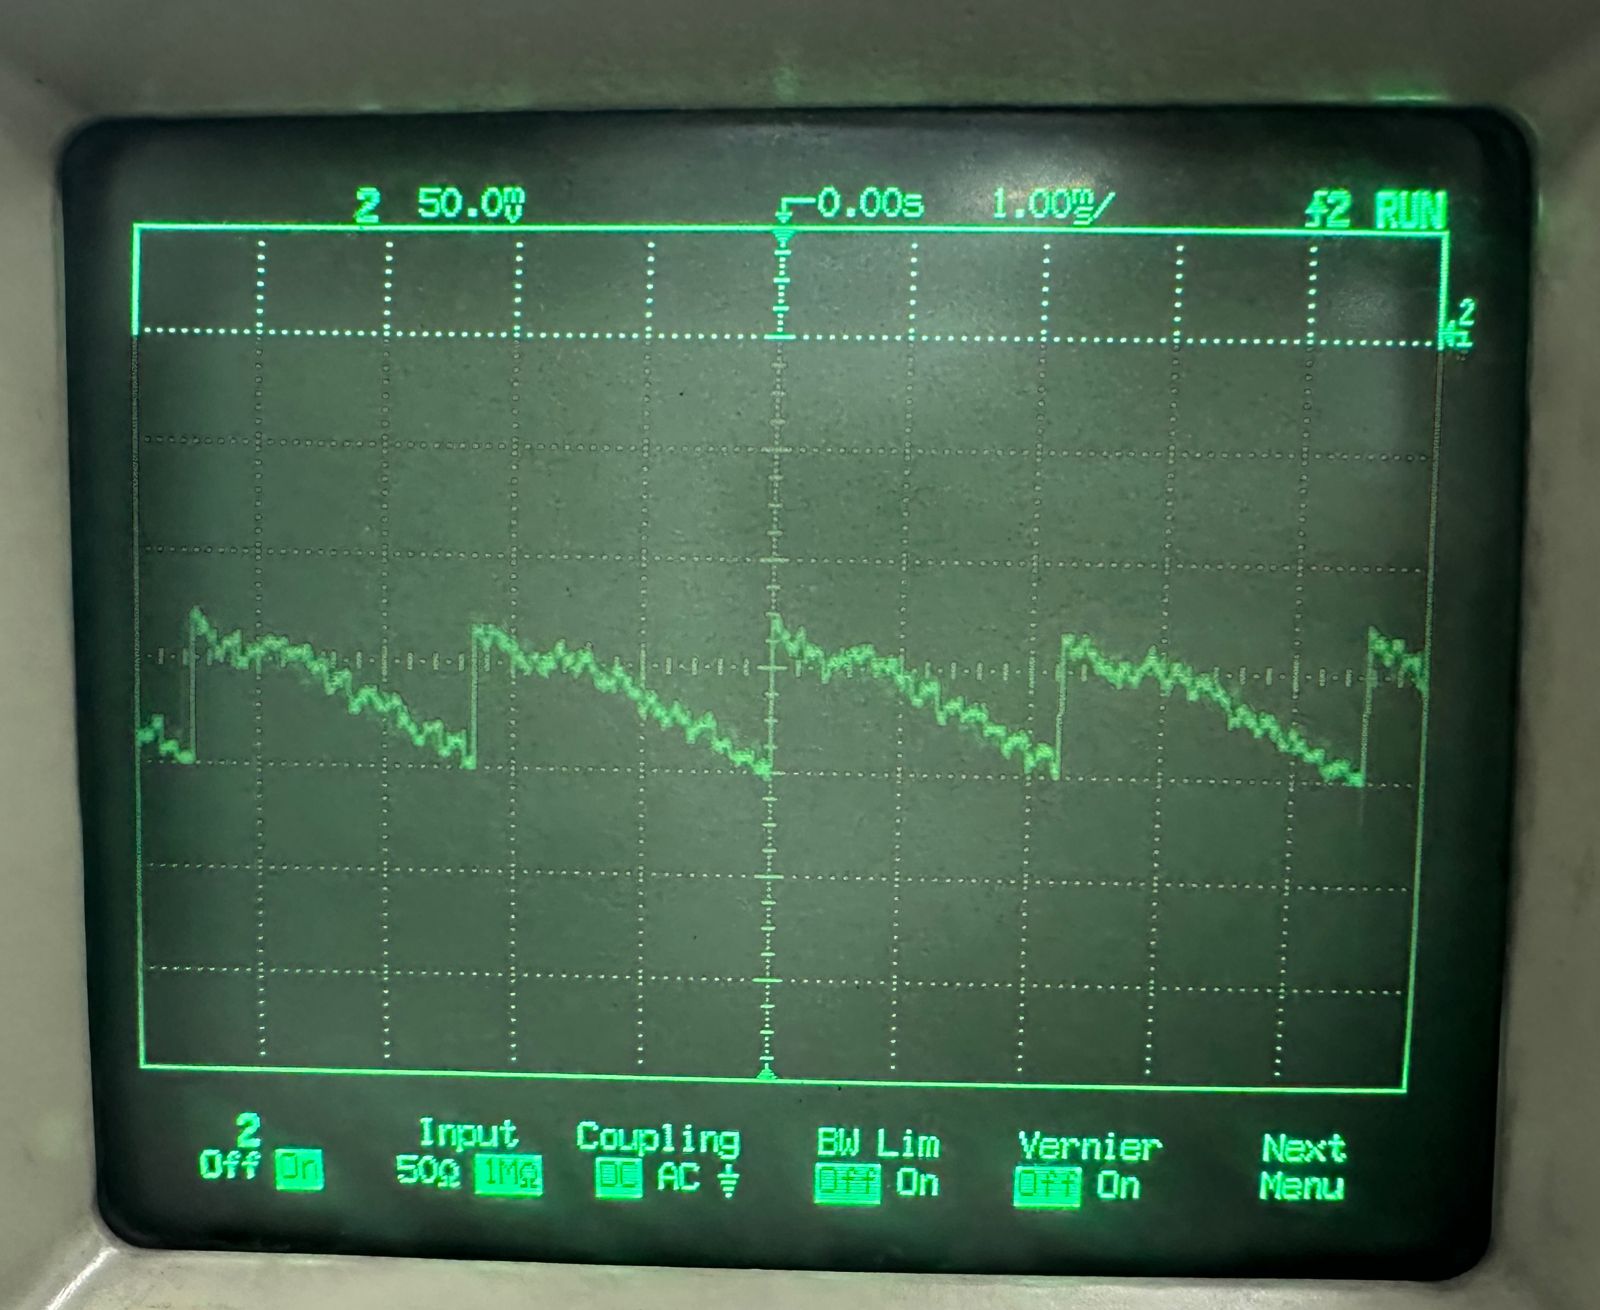 2 50.0mV 0.00s 1.00ms/ f2 RUN
2
1
2
Off On
Input
50Ω 1MΩ
Coupling
DC AC
BW Lim
Off On
Vernier
Off On
Next
Menu